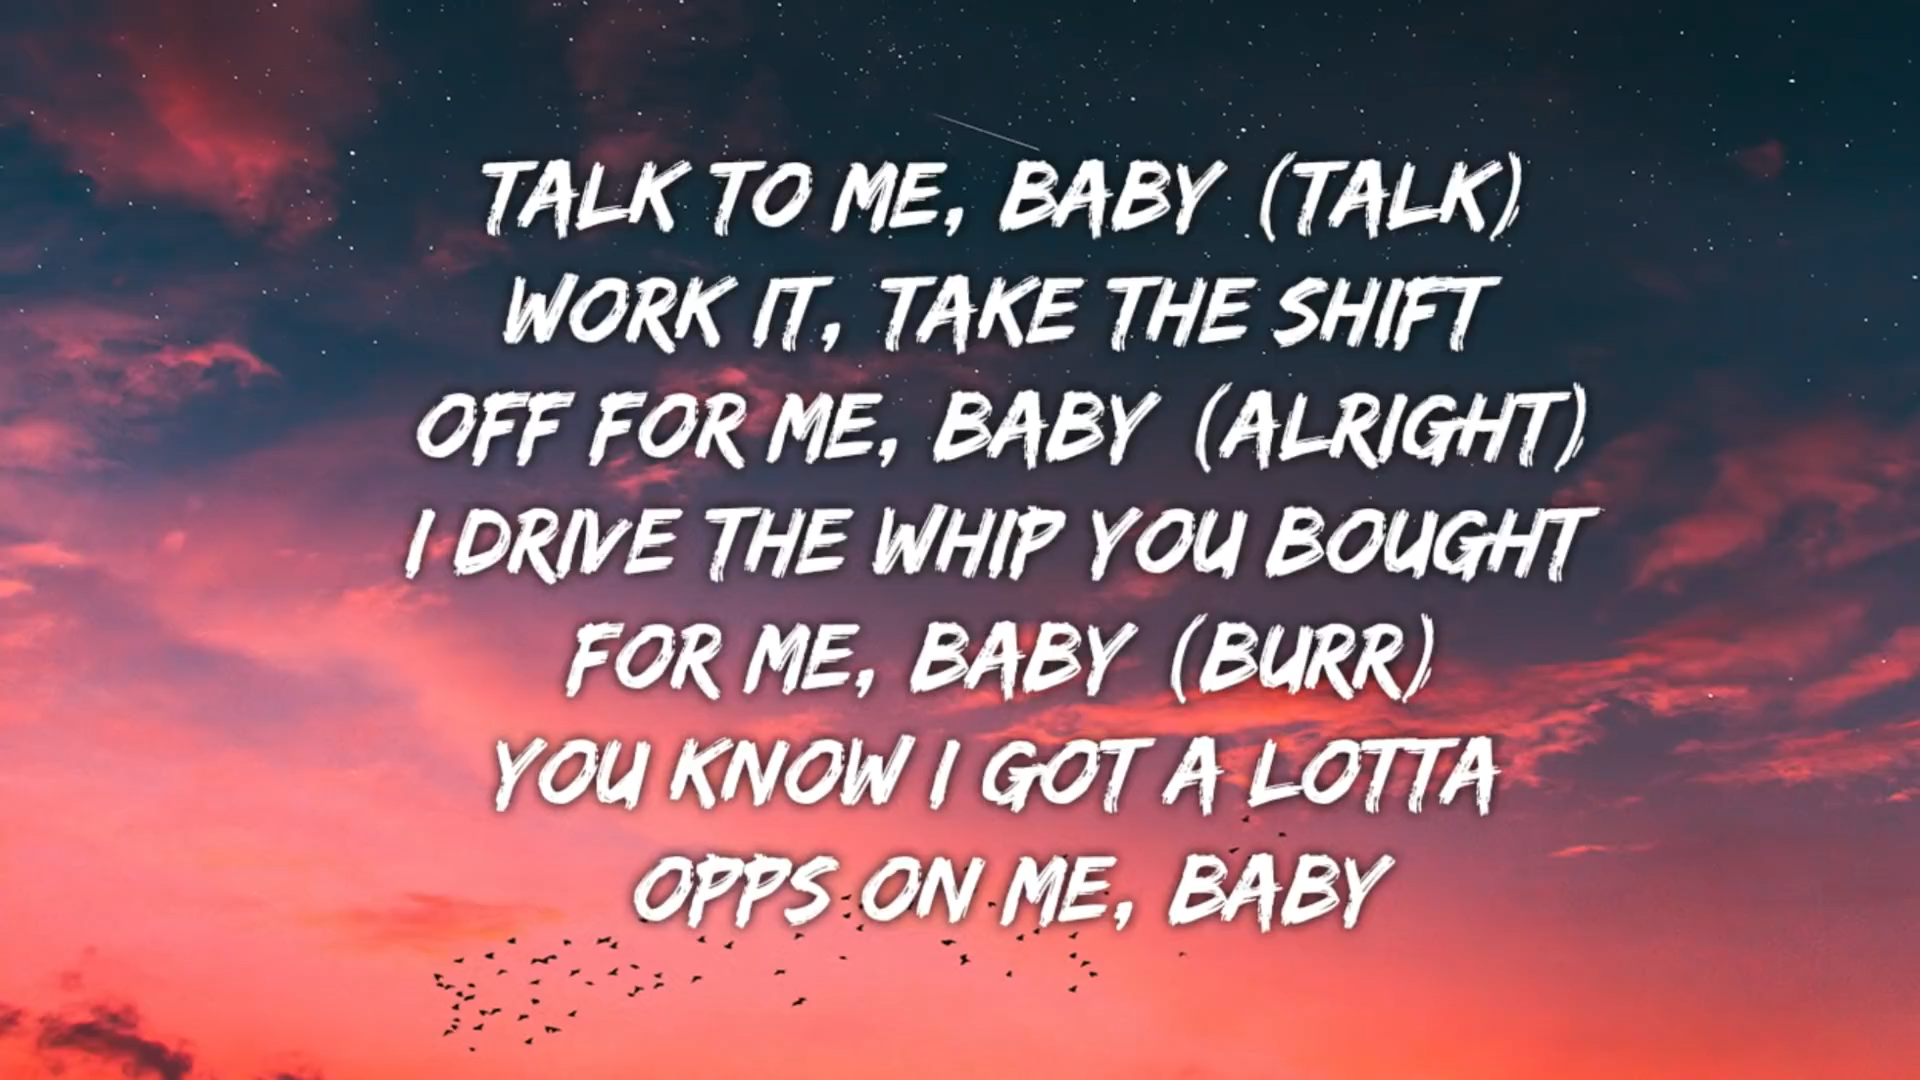 TALK TO ME, BABY (TALK)
WORK IT, TAKE THE SHIFT
OFF FOR ME, BABY (ALRIGHT)
I DRIVE THE WHIP YOU BOUGHT
FOR ME, BABY (BURR)
YOU KNOW I GOT A LOTTA
OPPS ON ME, BABY